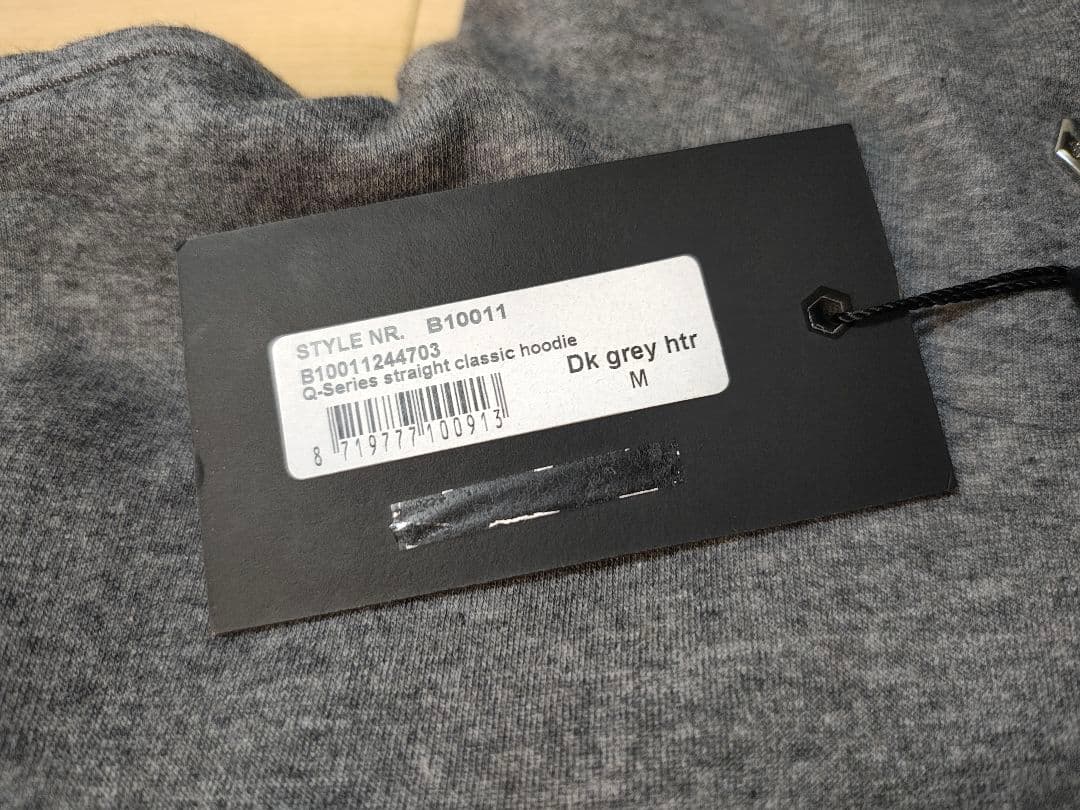 STYLE NR. B10011
B10011244703
Q-Series straight classic hoodie
Dk grey htr
M
8 719777 100913